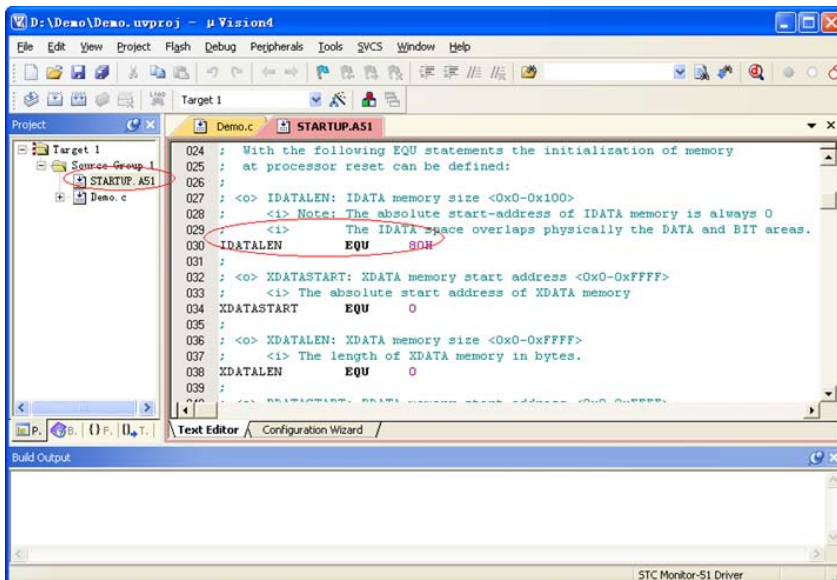 D:\Demo\Demo.uvproj - µVision4
File Edit View Project Flash Debug Peripherals Tools SVCS Window Help
Target 1
Project
Demo.c STARTUP.A51
Target 1
Source Group 1
STARTUP.A51
Demo.c
024 ; With the following EQU statements the initialization of memory
025 ; at processor reset can be defined:
026 ;
027 ; <o> IDATALEN: IDATA memory size <0x0-0x100>
028 ; <i> Note: The absolute start-address of IDATA memory is always 0
029 ; <i> The IDATA space overlaps physically the DATA and BIT areas.
030 IDATALEN EQU 80H
031 ;
032 ; <o> XDATASTART: XDATA memory start address <0x0-0xFFFF>
033 ; <i> The absolute start address of XDATA memory
034 XDATASTART EQU 0
035 ;
036 ; <o> XDATALEN: XDATA memory size <0x0-0xFFFF>
037 ; <i> The length of XDATA memory in bytes.
038 XDATALEN EQU 0
039 ;
P. B. {} F. T.
Text Editor Configuration Wizard
Build Output
STC Monitor-51 Driver